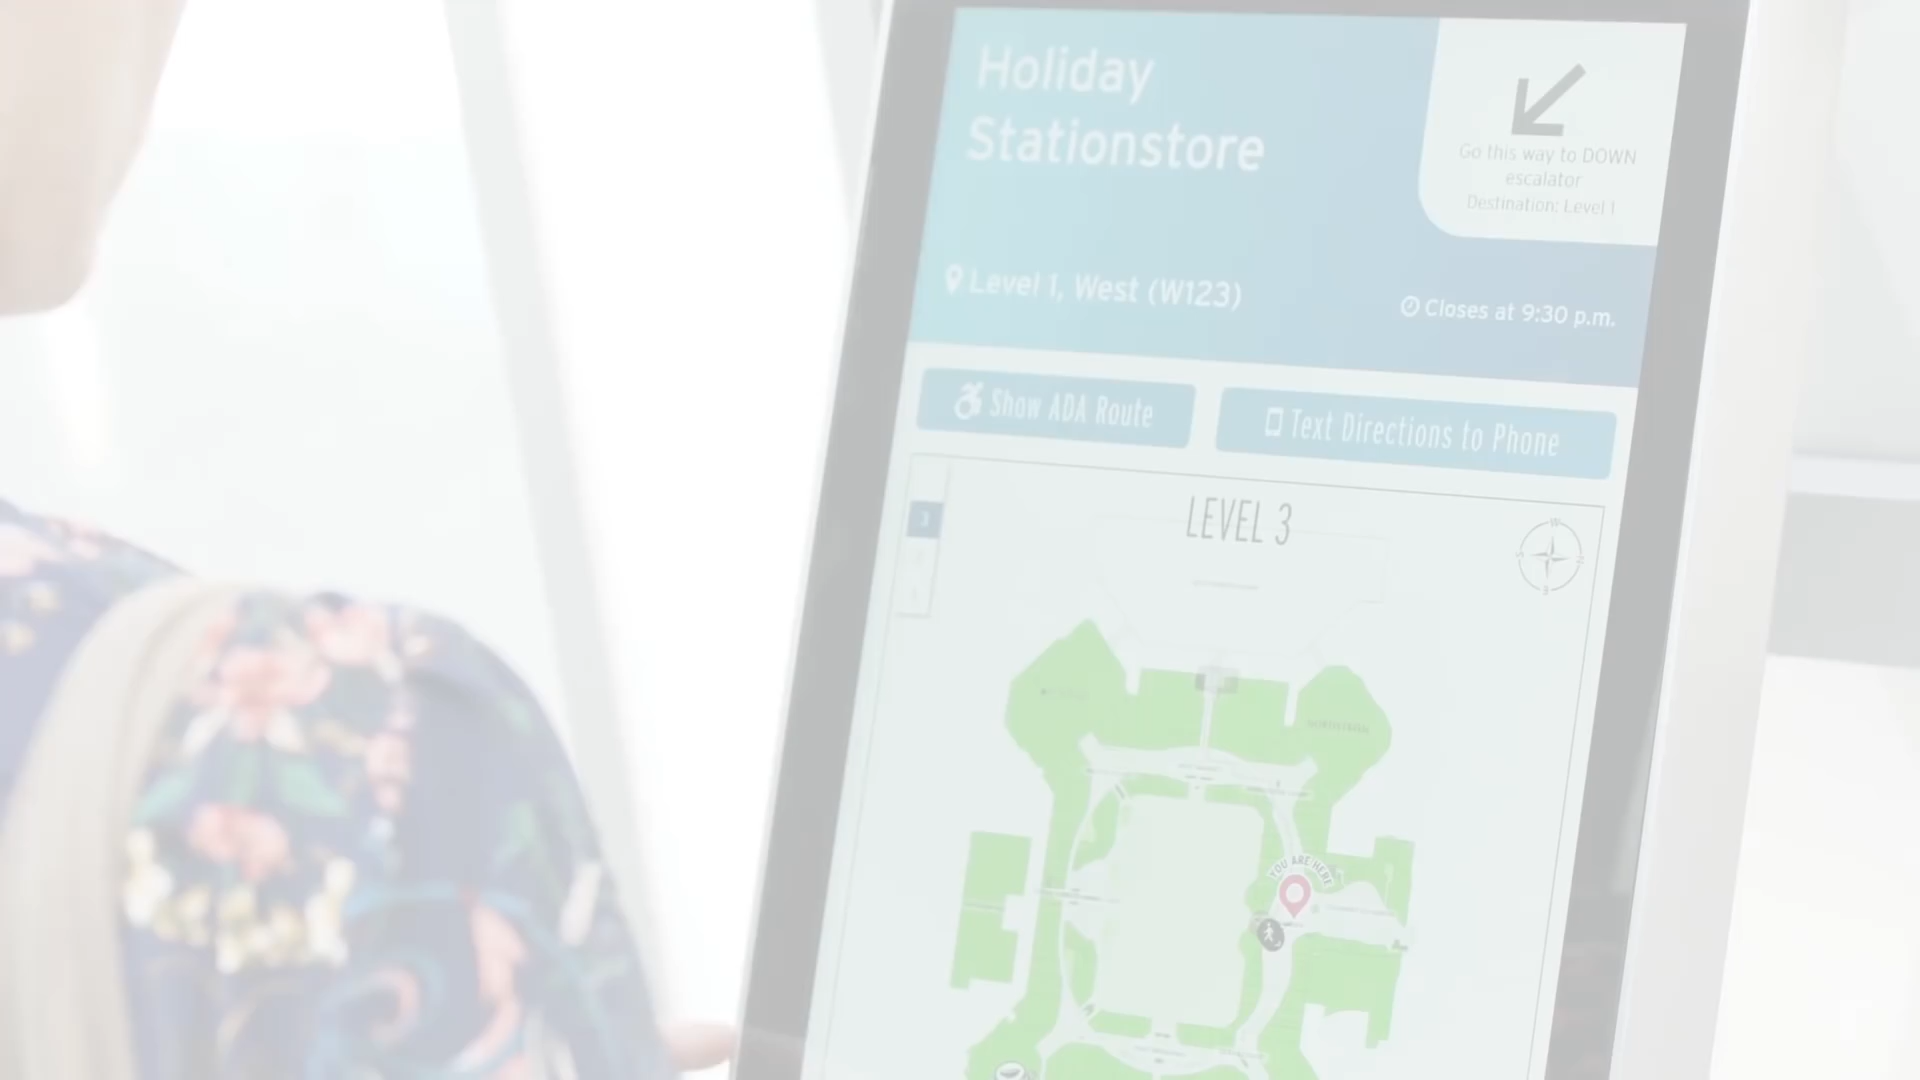 Holiday
Stationstore
Go this way to DOWN
escalator
Destination: Level 1
Level 1, West (W123)
Closes at 9:30 p.m.
Show ADA Route
Text Directions to Phone
LEVEL 3
3
W
YOU ARE HERE